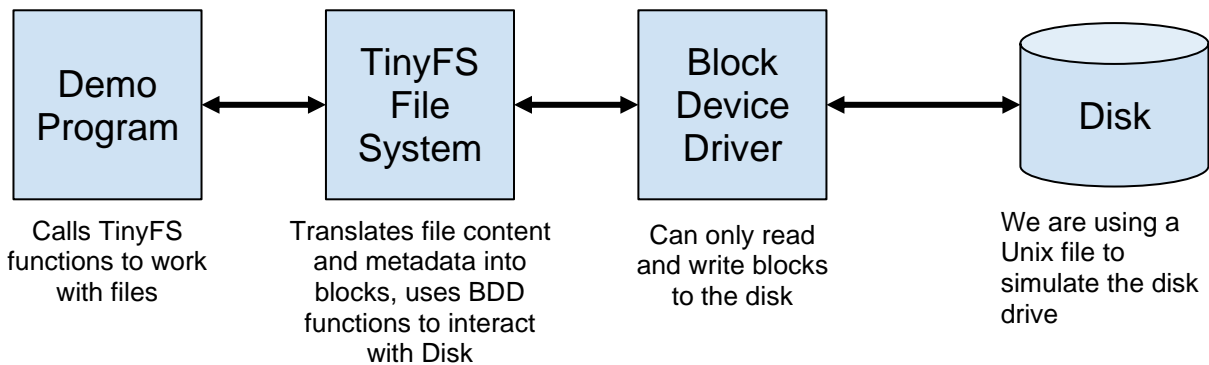 Demo
Program
TinyFS
File
System
Block
Device
Driver
Disk
Calls TinyFS
functions to work
with files
Translates file content
and metadata into
blocks, uses BDD
functions to interact
with Disk
Can only read
and write blocks
to the disk
We are using a
Unix file to
simulate the disk
drive